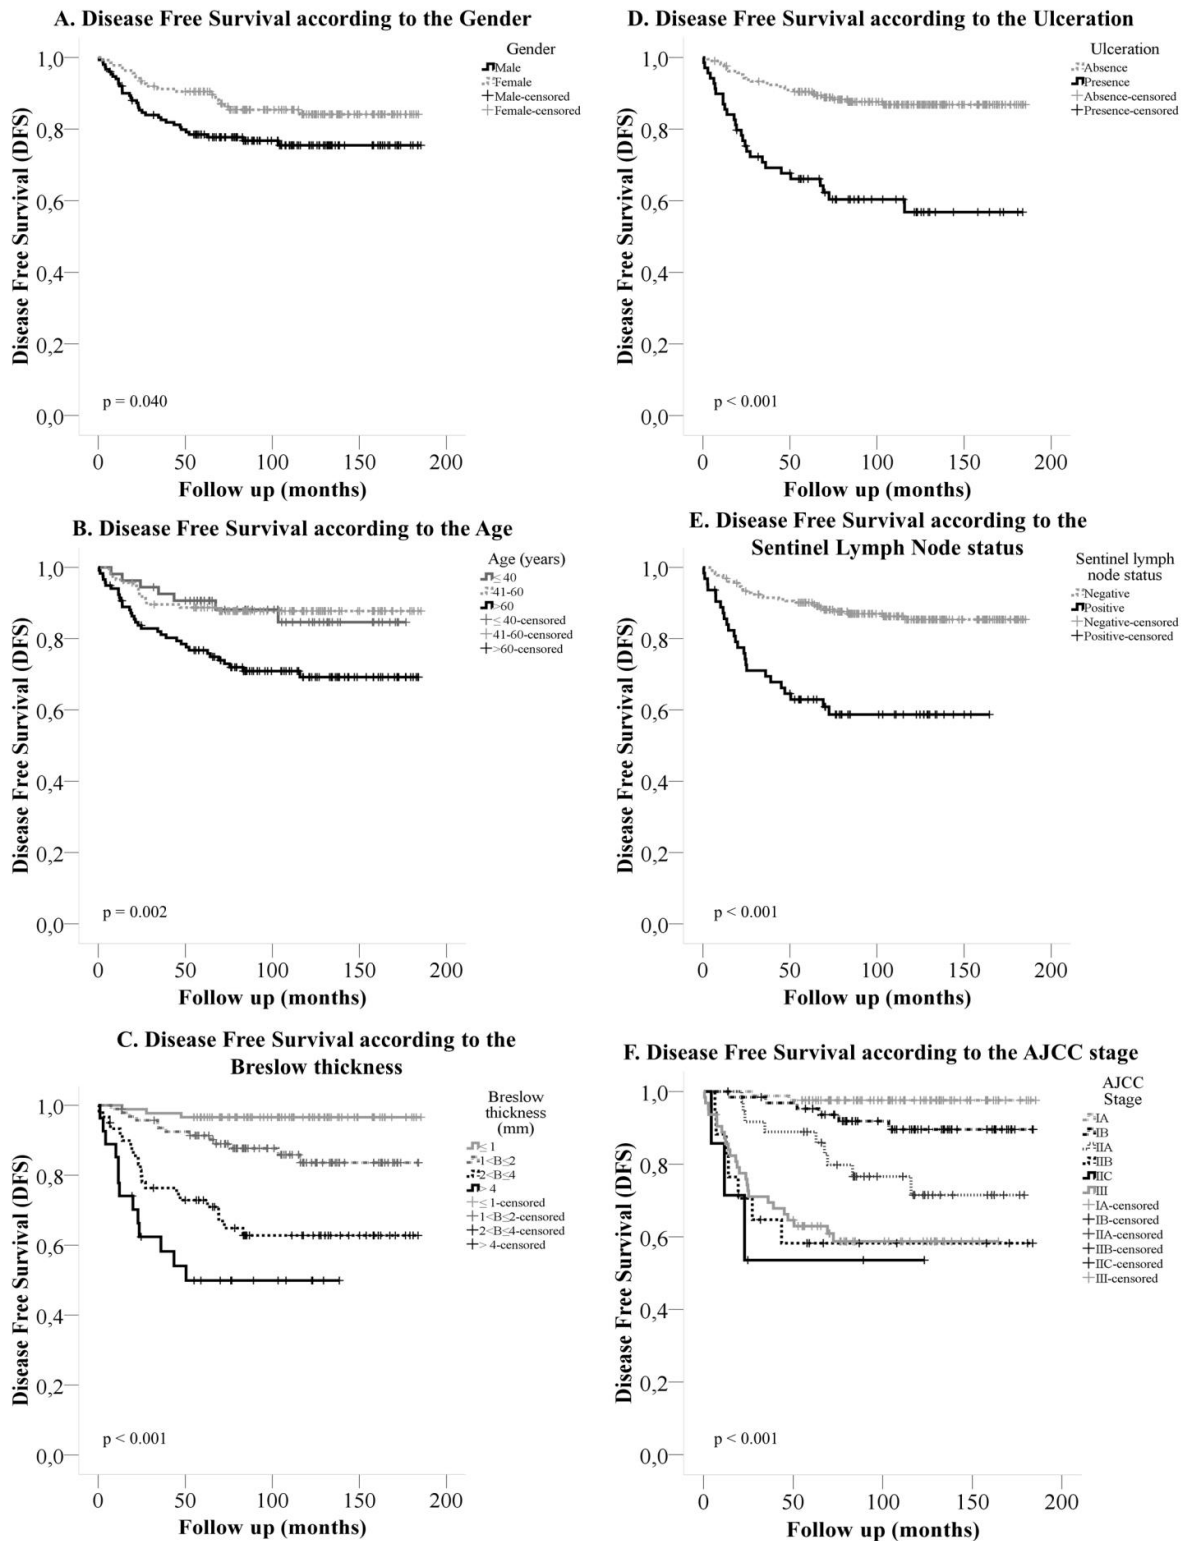 A. Disease Free Survival according to the Gender
Disease Free Survival (DFS)
1,0
0,8
0,6
0,4
0,2
0,0
Gender
Male
Female
Male-censored
Female-censored
p = 0.040
0 50 100 150 200
Follow up (months)
D. Disease Free Survival according to the Ulceration
Disease Free Survival (DFS)
1,0
0,8
0,6
0,4
0,2
0,0
Ulceration
Absence
Presence
Absence-censored
Presence-censored
p < 0.001
0 50 100 150 200
Follow up (months)
B. Disease Free Survival according to the Age
Disease Free Survival (DFS)
1,0
0,8
0,6
0,4
0,2
0,0
Age (years)
≤ 40
41-60
>60
≤ 40-censored
41-60-censored
>60-censored
p = 0.002
0 50 100 150 200
Follow up (months)
E. Disease Free Survival according to the
Sentinel Lymph Node status
Disease Free Survival (DFS)
1,0
0,8
0,6
0,4
0,2
0,0
Sentinel lymph
node status
Negative
Positive
Negative-censored
Positive-censored
p < 0.001
0 50 100 150 200
Follow up (months)
C. Disease Free Survival according to the
Breslow thickness
Disease Free Survival (DFS)
1,0
0,8
0,6
0,4
0,2
0,0
Breslow
thickness
(mm)
≤ 1
1<B≤2
2<B≤4
> 4
≤ 1-censored
1<B≤2-censored
2<B≤4-censored
> 4-censored
p < 0.001
0 50 100 150 200
Follow up (months)
F. Disease Free Survival according to the AJCC stage
Disease Free Survival (DFS)
1,0
0,8
0,6
0,4
0,2
0,0
AJCC
Stage
IA
IB
IIA
IIB
IIC
III
IA-censored
IB-censored
IIA-censored
IIB-censored
IIC-censored
III-censored
p < 0.001
0 50 100 150 200
Follow up (months)